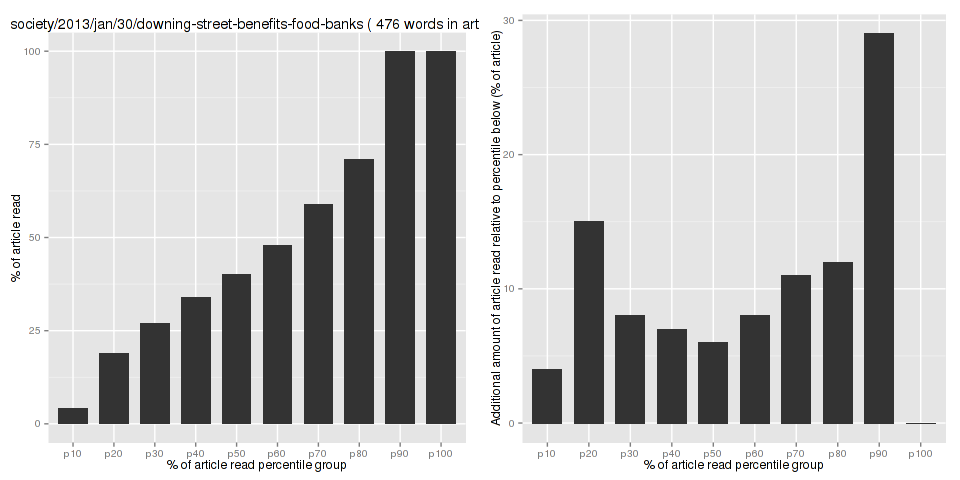 society/2013/jan/30/downing-street-benefits-food-banks ( 476 words in art
% of article read
100
75
50
25
0
p10 p20 p30 p40 p50 p60 p70 p80 p90 p100
% of article read percentile group
Additional amount of article read relative to percentile below (% of article)
30
20
10
0
p10 p20 p30 p40 p50 p60 p70 p80 p90 p100
% of article read percentile group